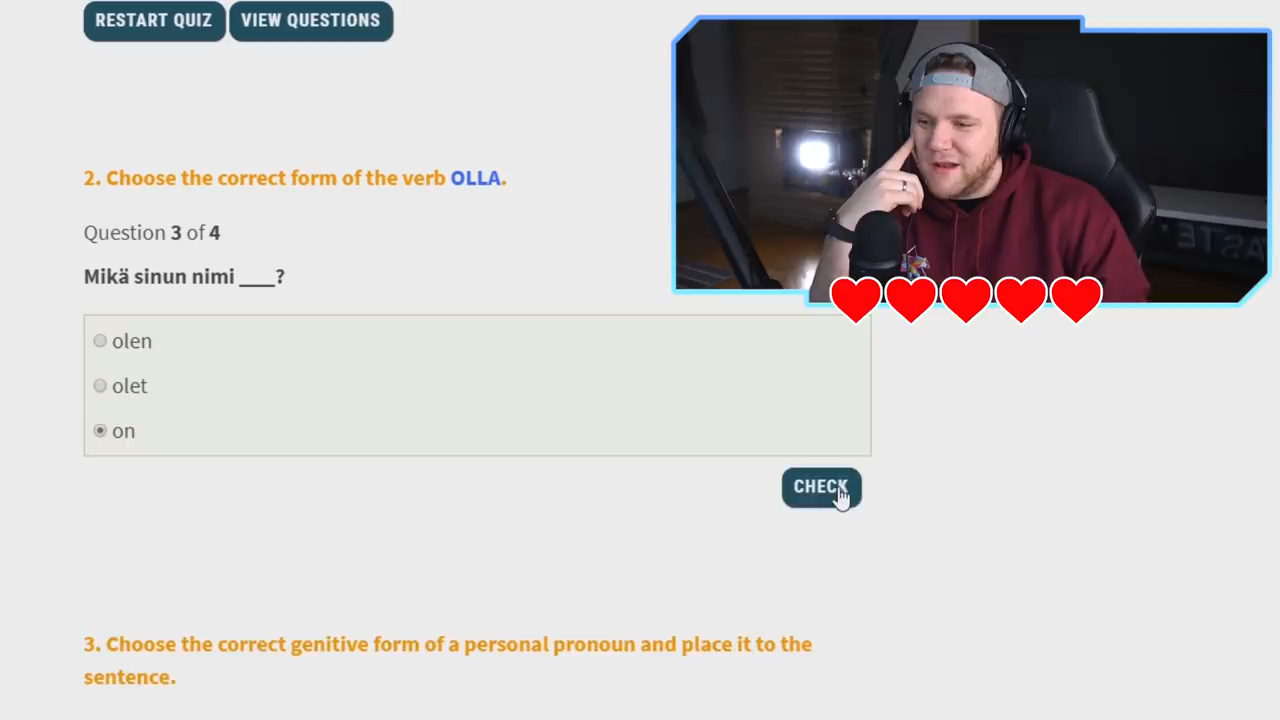 RESTART QUIZ
VIEW QUESTIONS
2. Choose the correct form of the verb OLLA.
Question 3 of 4
Mikä sinun nimi ____?
olen
olet
on
CHECK
3. Choose the correct genitive form of a personal pronoun and place it to the
sentence.